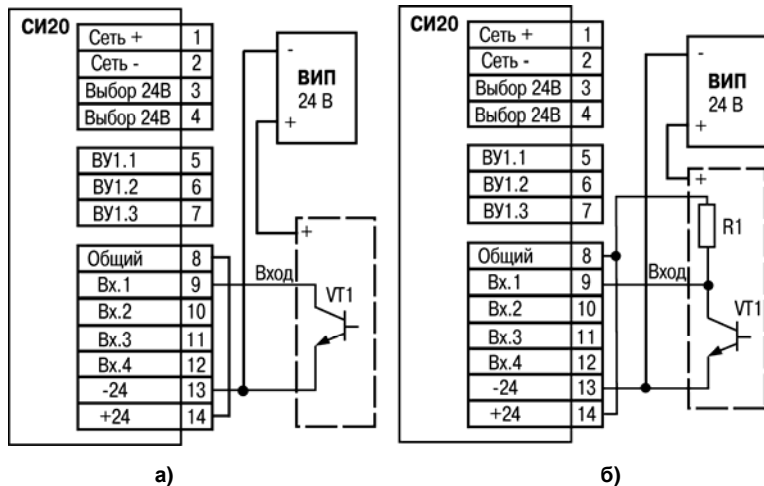 СИ20
Сеть + 1
Сеть - 2
Выбор 24В 3
Выбор 24В 4
ВУ1.1 5
ВУ1.2 6
ВУ1.3 7
Общий 8
Вх.1 9
Вх.2 10
Вх.3 11
Вх.4 12
-24 13
+24 14
-
ВИП
24 В
+
+
Вход
VT1
а)
СИ20
Сеть + 1
Сеть - 2
Выбор 24В 3
Выбор 24В 4
ВУ1.1 5
ВУ1.2 6
ВУ1.3 7
Общий 8
Вх.1 9
Вх.2 10
Вх.3 11
Вх.4 12
-24 13
+24 14
-
ВИП
24 В
+
+
R1
Вход
VT1
б)